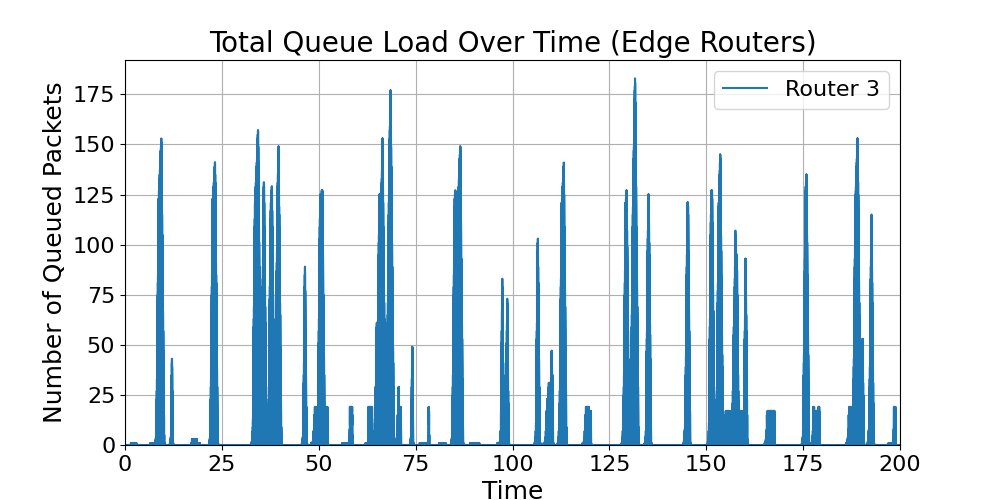 Total Queue Load Over Time (Edge Routers)
Number of Queued Packets
175
150
125
100
75
50
25
0
Router 3
0 25 50 75 100 125 150 175 200
Time